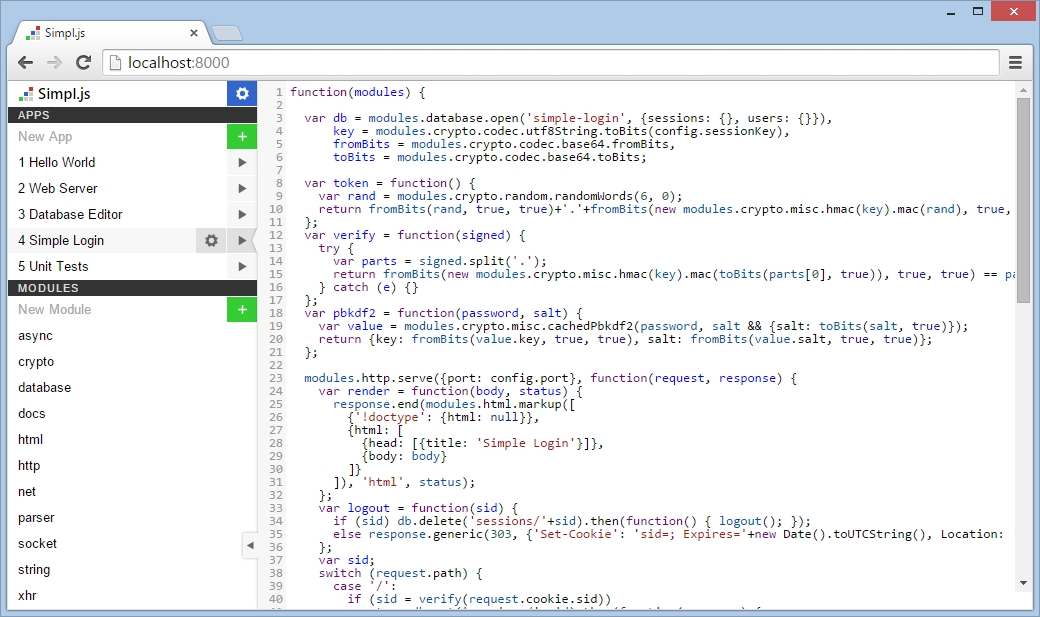 Simpl.js
localhost:8000
Simpl.js
APPS
New App
1 Hello World
2 Web Server
3 Database Editor
4 Simple Login
5 Unit Tests
MODULES
New Module
async
crypto
database
docs
html
http
net
parser
socket
string
xhr
1 function(modules) {
2
3   var db = modules.database.open('simple-login', {sessions: {}, users: {}}),
4       key = modules.crypto.codec.utf8String.toBits(config.sessionKey),
5       fromBits = modules.crypto.codec.base64.fromBits,
6       toBits = modules.crypto.codec.base64.toBits;
7
8   var token = function() {
9     var rand = modules.crypto.random.randomWords(6, 0);
10     return fromBits(rand, true, true)+'.'+fromBits(new modules.crypto.misc.hmac(key).mac(rand), true,
11   };
12   var verify = function(signed) {
13     try {
14       var parts = signed.split('.');
15       return fromBits(new modules.crypto.misc.hmac(key).mac(toBits(parts[0], true)), true, true) == pa
16     } catch (e) {}
17   };
18   var pbkdf2 = function(password, salt) {
19     var value = modules.crypto.misc.cachedPbkdf2(password, salt && {salt: toBits(salt, true)});
20     return {key: fromBits(value.key, true, true), salt: fromBits(value.salt, true, true)};
21   };
22
23   modules.http.serve({port: config.port}, function(request, response) {
24     var render = function(body, status) {
25       response.end(modules.html.markup([
26         {'!doctype': {html: null}},
27         {html: [
28           {head: [{title: 'Simple Login'}]},
29           {body: body}
30         ]}
31       ]), 'html', status);
32     };
33     var logout = function(sid) {
34       if (sid) db.delete('sessions/'+sid).then(function() { logout(); });
35       else response.generic(303, {'Set-Cookie': 'sid=; Expires='+new Date().toUTCString(), Location:
36     };
37     var sid;
38     switch (request.path) {
39       case '/':
40         if (sid = verify(request.cookie.sid))